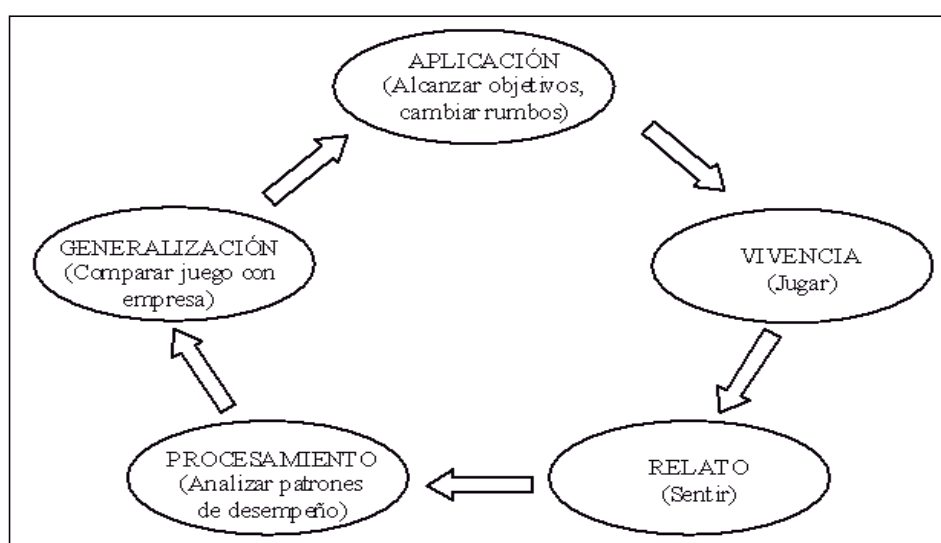 APLICACIÓN
(Alcanzar objetivos,
cambiar rumbos)
VIVENCIA
(Jugar)
RELATO
(Sentir)
PROCESAMIENTO
(Analizar patrones
de desempeño)
GENERALIZACIÓN
(Comparar juego con
empresa)